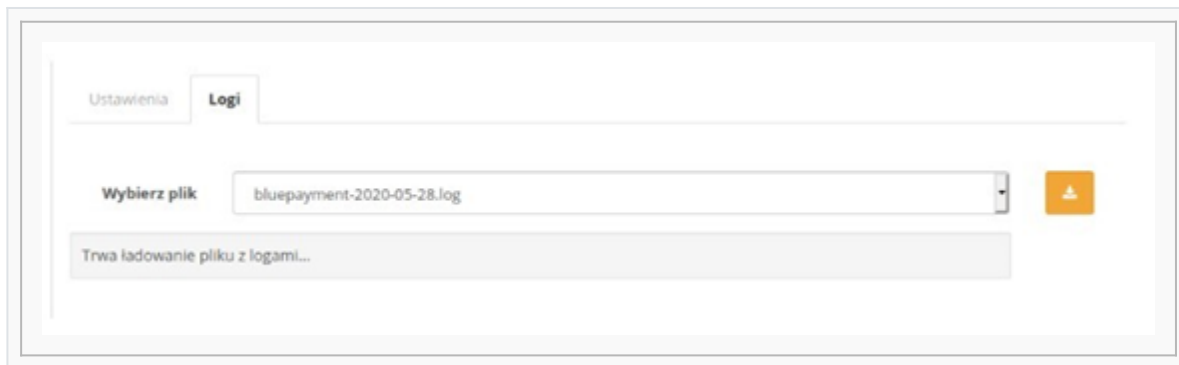 Ustawienia Logi
Wybierz plik bluepayment-2020-05-28.log
Trwa ładowanie pliku z logami...